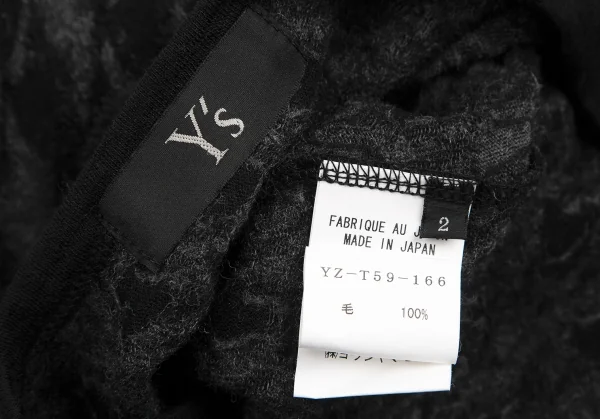 Y's
2
FABRIQUE AU J
MADE IN JAPAN
YZ-T59-166
毛 100%